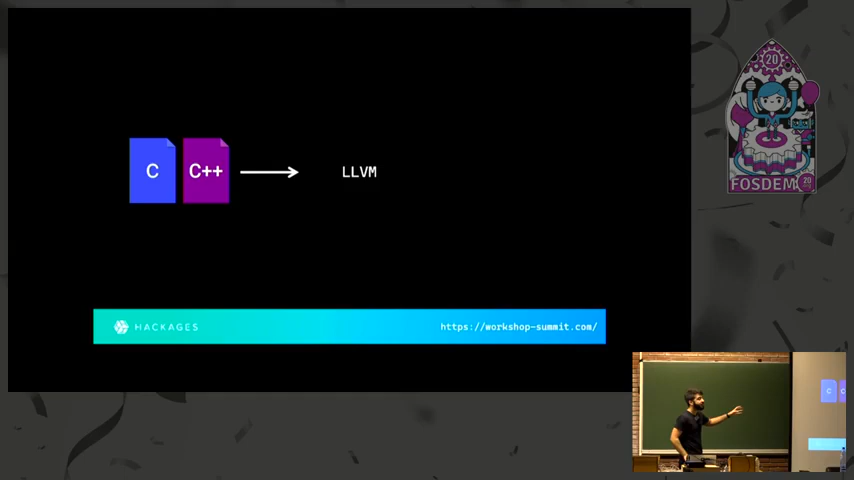 C C++ LLVM
HACKAGES https://workshop-summit.com/
20
FOSDEM
20
C C